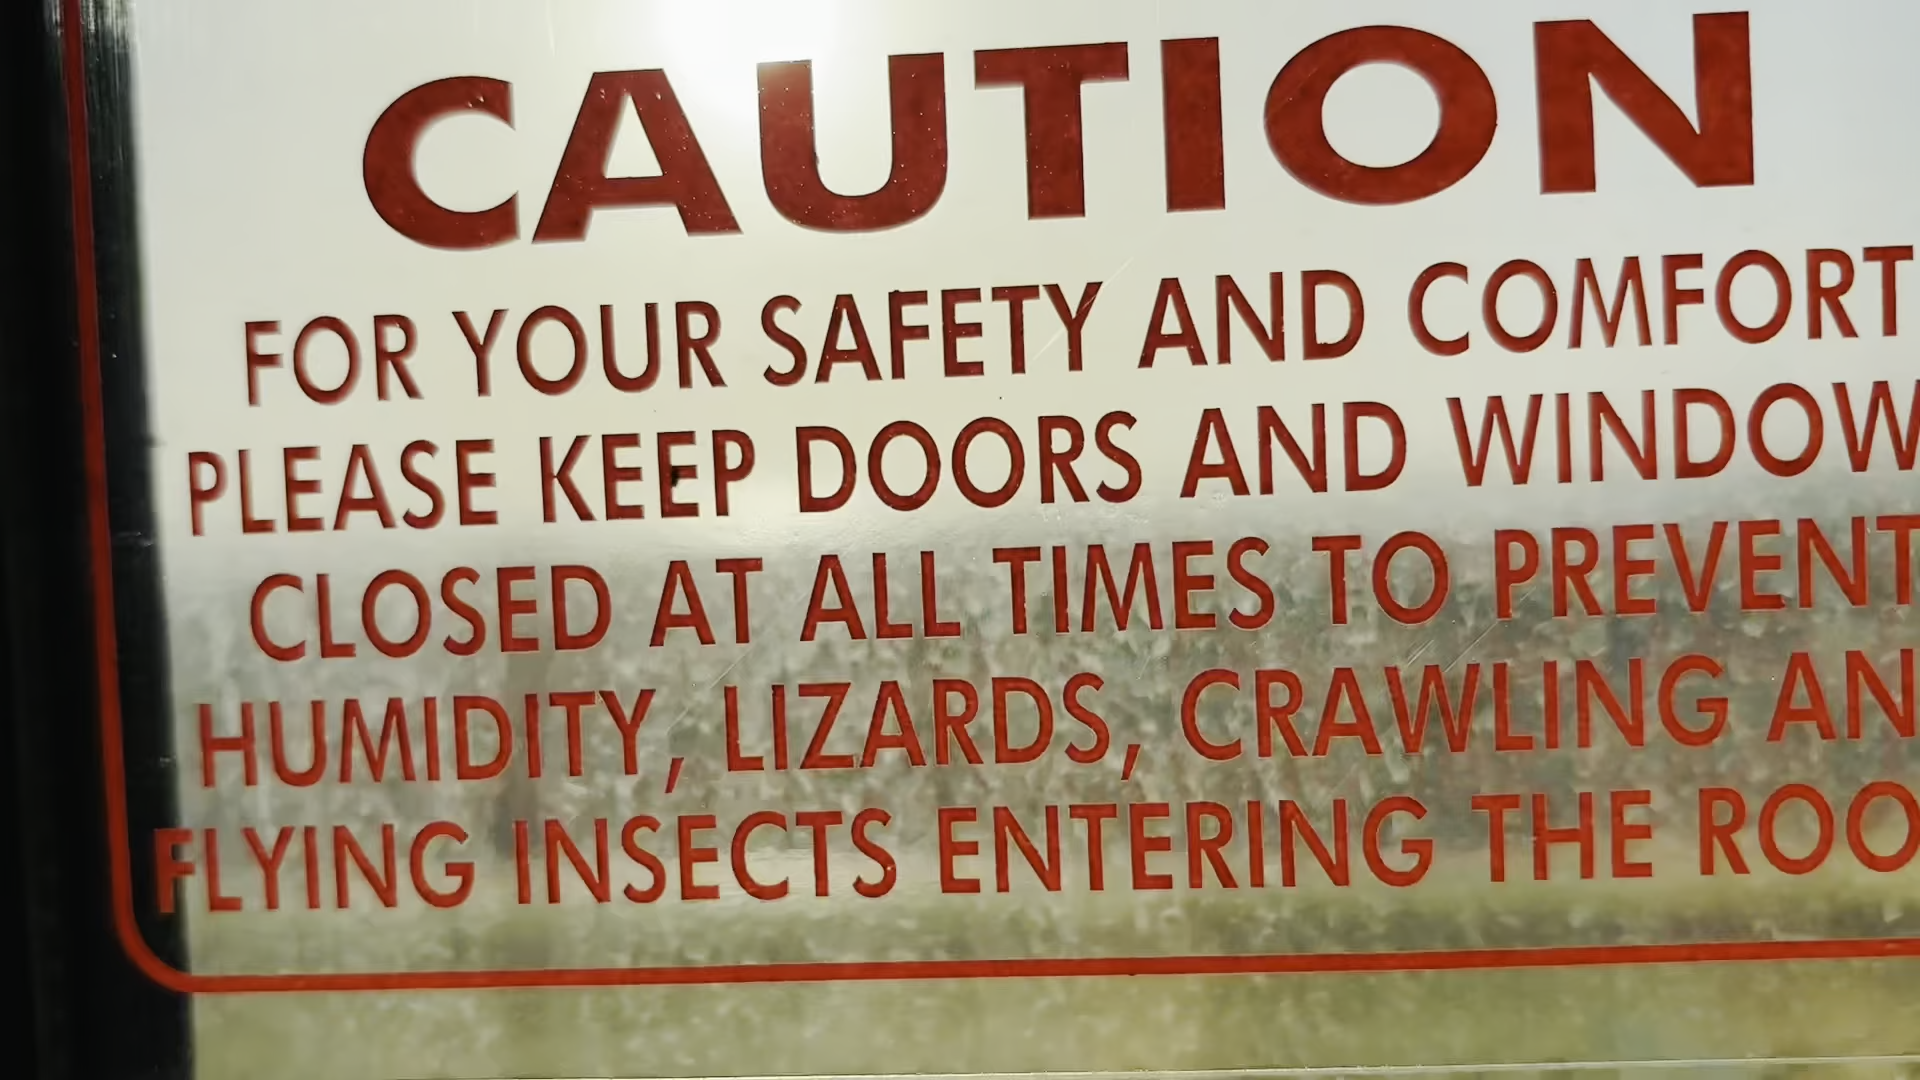 CAUTION
FOR YOUR SAFETY AND COMFORT
PLEASE KEEP DOORS AND WINDOW
CLOSED AT ALL TIMES TO PREVENT
HUMIDITY, LIZARDS, CRAWLING AN
FLYING INSECTS ENTERING THE ROO